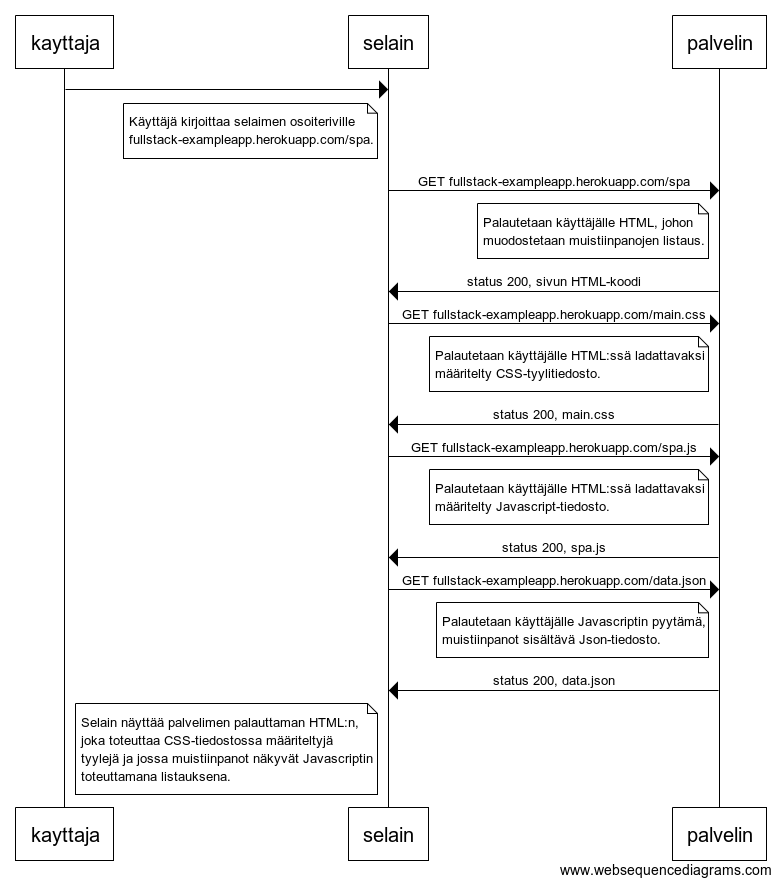 kayttaja
selain
palvelin
Käyttäjä kirjoittaa selaimen osoiteriville
fullstack-exampleapp.herokuapp.com/spa.
GET fullstack-exampleapp.herokuapp.com/spa
Palautetaan käyttäjälle HTML, johon
muodostetaan muistiinpanojen listaus.
status 200, sivun HTML-koodi
GET fullstack-exampleapp.herokuapp.com/main.css
Palautetaan käyttäjälle HTML:ssä ladattavaksi
määritelty CSS-tyylitiedosto.
status 200, main.css
GET fullstack-exampleapp.herokuapp.com/spa.js
Palautetaan käyttäjälle HTML:ssä ladattavaksi
määritelty Javascript-tiedosto.
status 200, spa.js
GET fullstack-exampleapp.herokuapp.com/data.json
Palautetaan käyttäjälle Javascriptin pyytämä,
muistiinpanot sisältävä Json-tiedosto.
status 200, data.json
Selain näyttää palvelimen palauttaman HTML:n,
joka toteuttaa CSS-tiedostossa määriteltyjä
tyylejä ja jossa muistiinpanot näkyvät Javascriptin
toteuttamana listauksena.
kayttaja
selain
palvelin
www.websequencediagrams.com